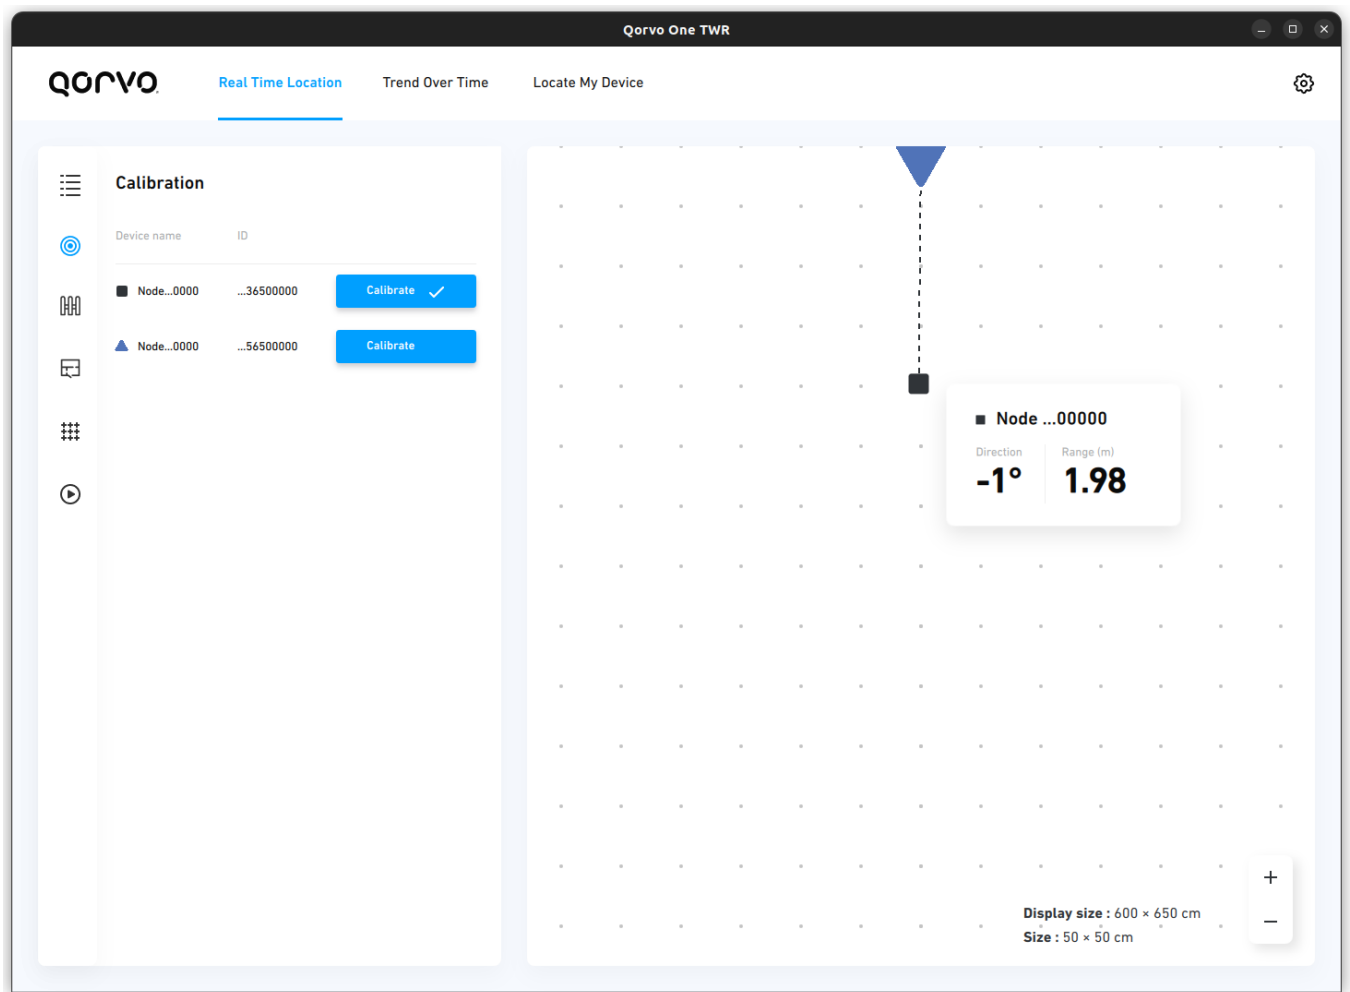 Qorvo One TWR
QORVO
Real Time Location
Trend Over Time
Locate My Device
Calibration
Device name ID
Node...0000 ...36500000 Calibrate
Node...0000 ...56500000 Calibrate
Node ...00000
Direction Range (m)
-1° 1.98
Display size : 600 × 650 cm
Size : 50 × 50 cm